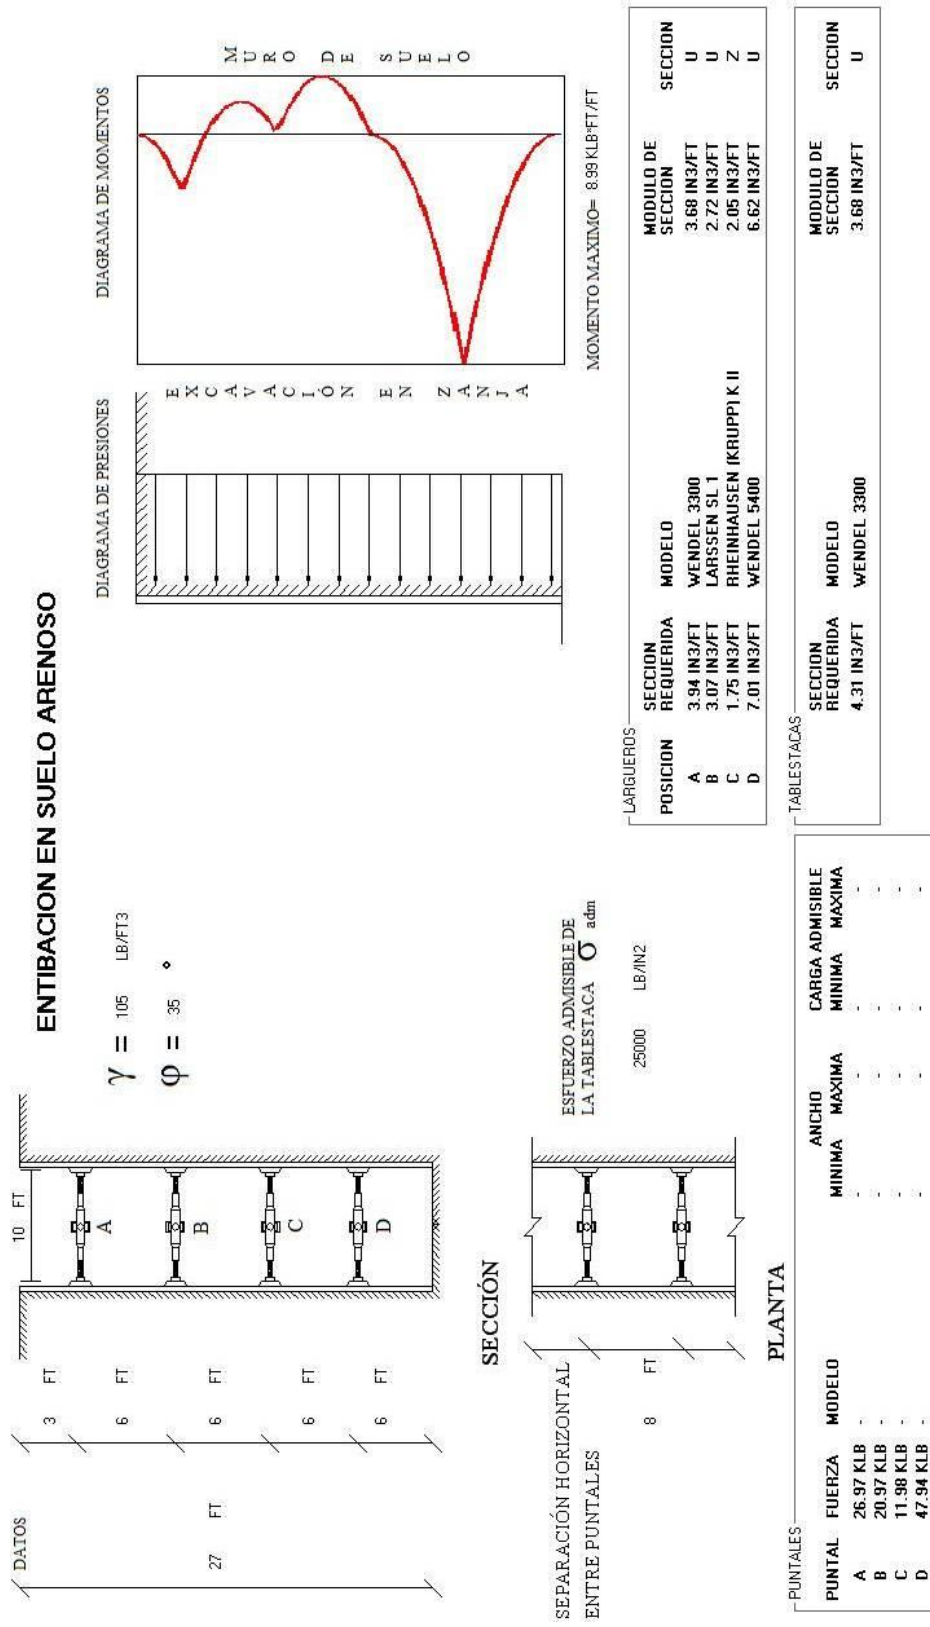 ENTIBACION EN SUELO ARENOSO
DATOS
27 FT
3 FT
6 FT
6 FT
6 FT
6 FT
10 FT
A
B
C
D
SECCIÓN
γ = 105 LB/FT3
φ = 35 °
DIAGRAMA DE PRESIONES
EXCAVACIÓN EN ZANJA
DIAGRAMA DE MOMENTOS
MURO DE SUELO
MOMENTO MAXIMO= 8.99 KLB*FT/FT
SEPARACIÓN HORIZONTAL
ENTRE PUNTALES
8 FT
PLANTA
ESFUERZO ADMISIBLE DE
LA TABLESTACA σ adm
25000 LB/IN2
PUNTALES
ANCHO CARGA ADMISIBLE
PUNTAL FUERZA MODELO MINIMA MAXIMA MINIMA MAXIMA
A 26.97 KLB - - - - -
B 20.97 KLB - - - - -
C 11.98 KLB - - - - -
D 47.94 KLB - - - - -
LARGUEROS
SECCION MODULO DE
POSICION REQUERIDA MODELO SECCION SECCION
A 3.94 IN3/FT WENDEL 3300 3.68 IN3/FT U
B 3.07 IN3/FT LARSSEN SL 1 2.72 IN3/FT U
C 1.75 IN3/FT RHEINHAUSEN (KRUPP) K II 2.05 IN3/FT Z
D 7.01 IN3/FT WENDEL 5400 6.62 IN3/FT U
TABLESTACAS
SECCION MODULO DE
REQUERIDA MODELO SECCION SECCION
4.31 IN3/FT WENDEL 3300 3.68 IN3/FT U